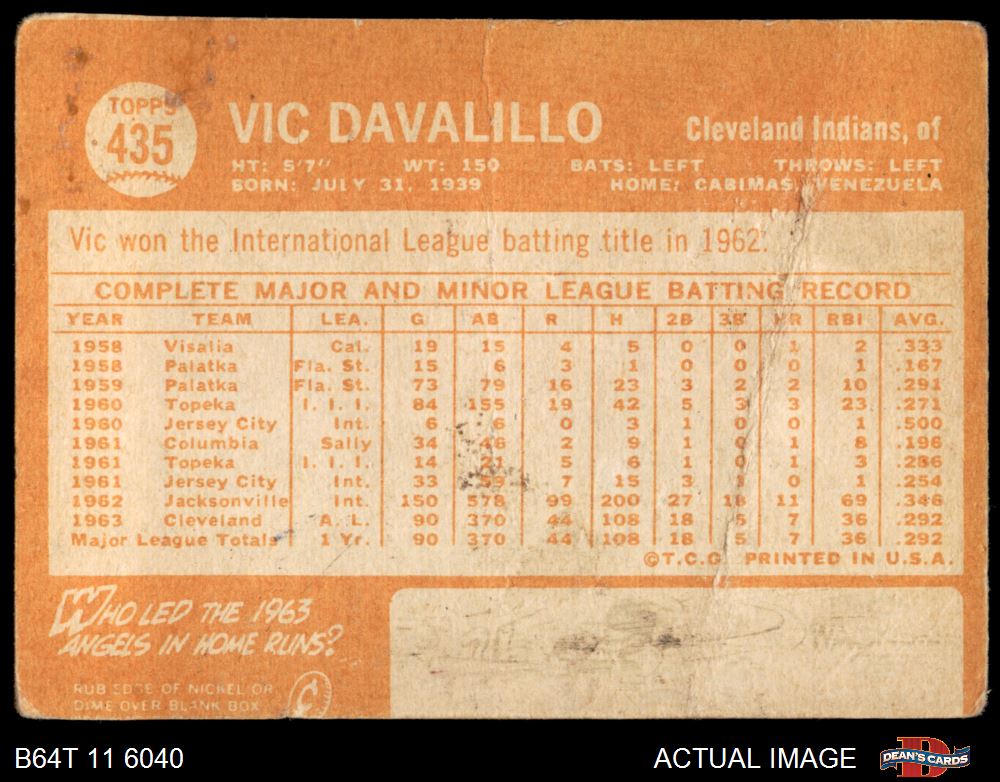 TOPPS
435
VIC DAVALILLO
Cleveland Indians, of
HT: 5'7" WT: 150 BATS: LEFT THROWS: LEFT
BORN: JULY 31, 1939 HOME: CABIMAS, VENEZUELA
Vic won the International League batting title in 1962.
COMPLETE MAJOR AND MINOR LEAGUE BATTING RECORD
YEAR TEAM LEA. G AB R H 2B 3B HR RBI AVG.
1958 Visalia Cal. 19 15 4 5 0 0 1 2 .333
1958 Palatka Fla. St. 15 6 3 1 0 0 0 1 .167
1959 Palatka Fla. St. 73 79 16 23 3 2 2 10 .291
1960 Topeka I. I. I. 84 155 19 42 5 3 3 23 .271
1960 Jersey City Int. 6 6 0 3 1 0 0 1 .500
1961 Columbia Sally 34 46 2 9 1 0 1 8 .196
1961 Topeka I. I. I. 14 21 5 6 1 0 1 3 .286
1961 Jersey City Int. 33 59 7 15 3 1 0 1 .254
1962 Jacksonville Int. 150 578 99 200 27 18 11 69 .346
1963 Cleveland A. L. 90 370 44 108 18 5 7 36 .292
Major League Totals 1 Yr. 90 370 44 108 18 5 7 36 .292
©T.C.G. PRINTED IN U.S.A.
WHO LED THE 1963
ANGELS IN HOME RUNS?
RUB EDGE OF NICKEL OR
DIME OVER BLANK BOX
B64T 11 6040
ACTUAL IMAGE
DEAN'S CARDS